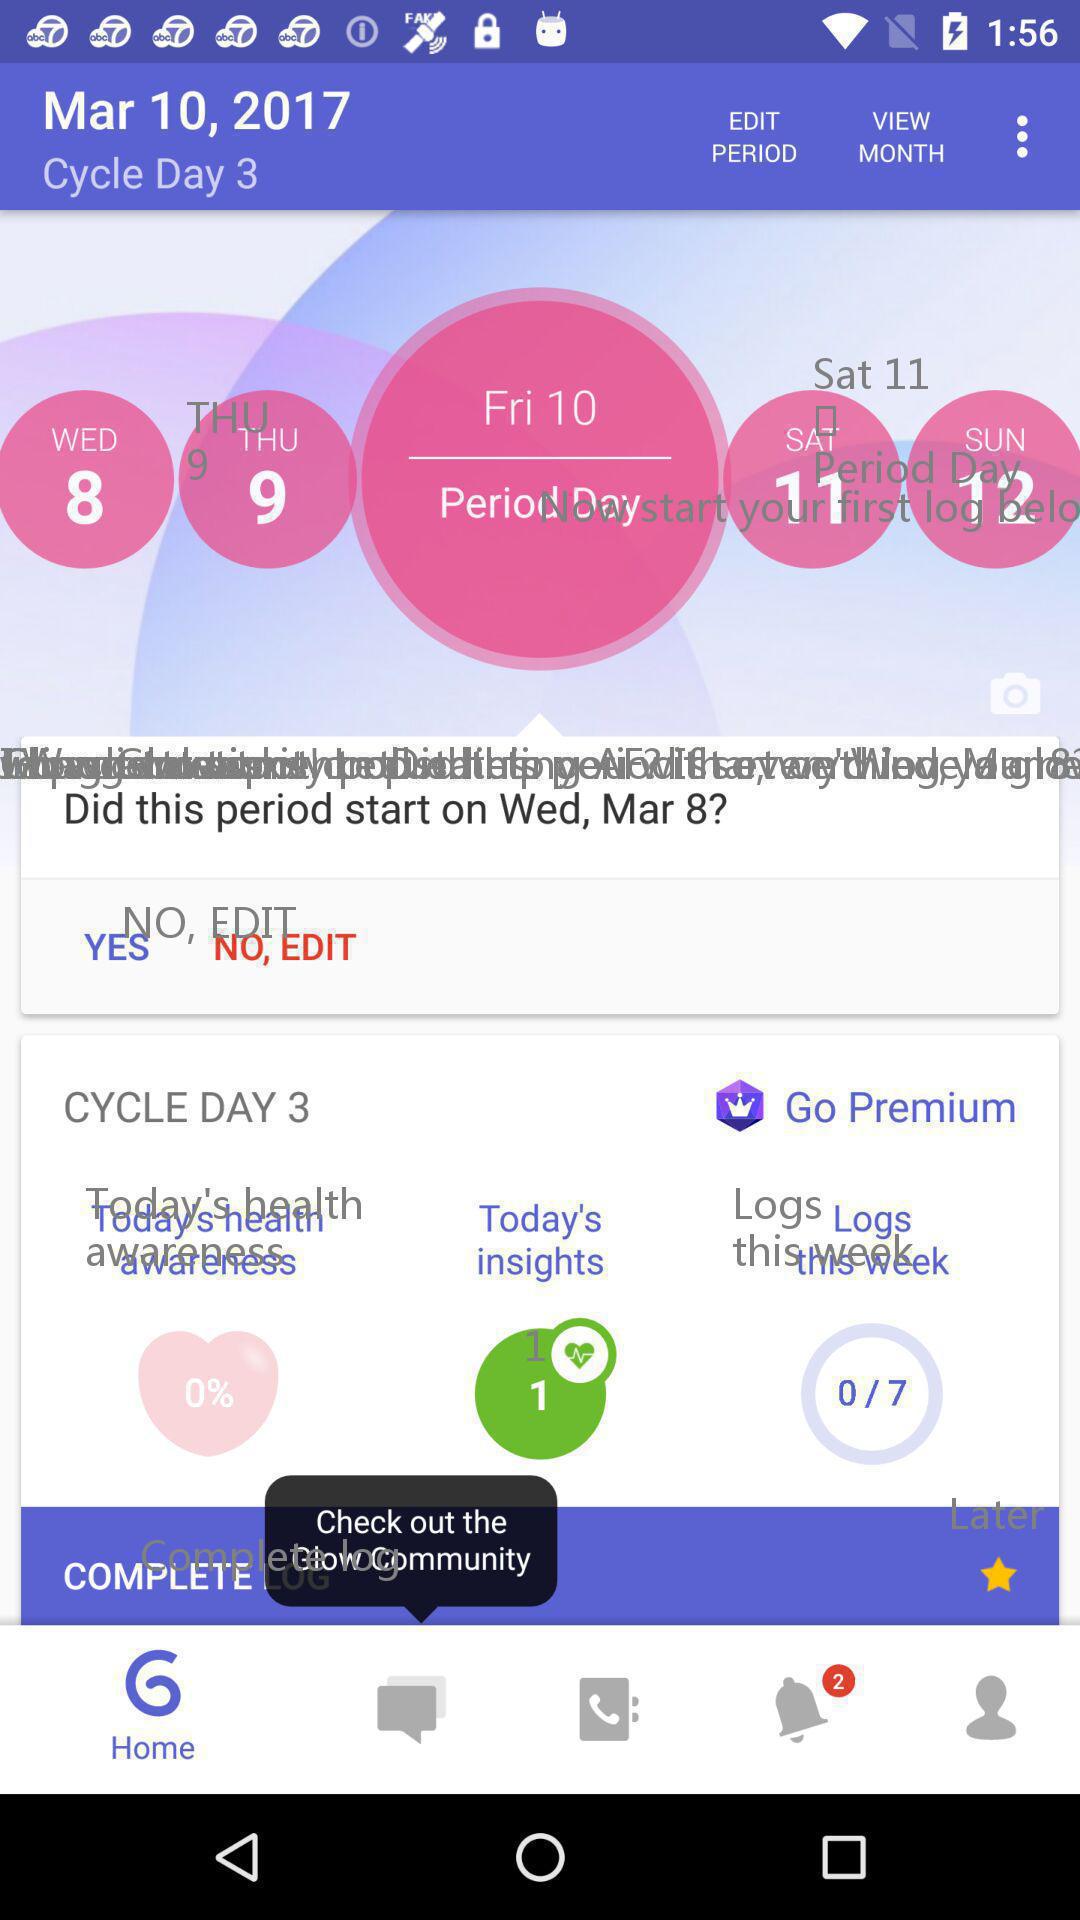 1:56
Mar 10, 2017
Cycle Day 3
EDIT
PERIOD
VIEW
MONTH
Fri 10
Period Day
WED
8
THU
9
THU
9
SAT
11
SUN
12
Sat 11
Period Day
Now start your first log belo
Did this period start on Wed, Mar 8?
YES
NO, EDIT
NO, EDIT
CYCLE DAY 3
Go Premium
Today's health
awareness
Today's health
awareness
Today's
insights
Logs
this week
Logs
this week
0%
1
1
0 / 7
Later
Check out the
Glow Community
COMPLETE LOG
Complete log
Home
2